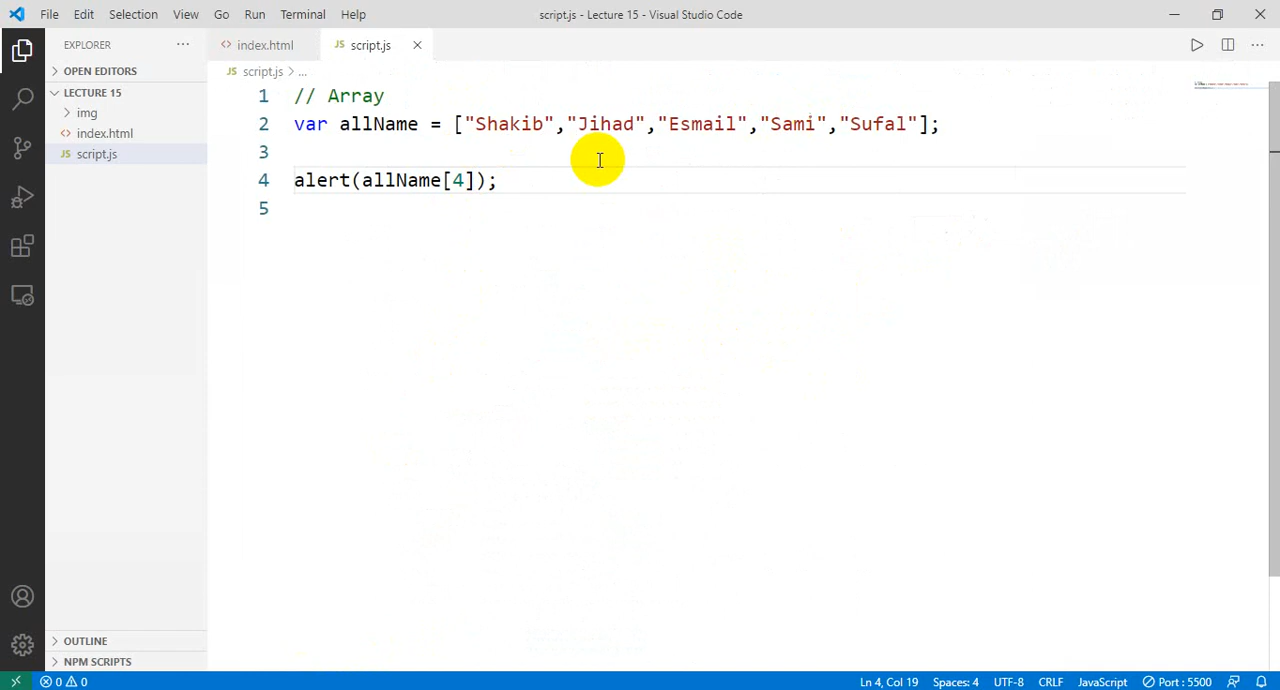 File Edit Selection View Go Run Terminal Help script.js - Lecture 15 - Visual Studio Code
EXPLORER ··· <> index.html JS script.js
OPEN EDITORS JS script.js > ...
LECTURE 15
img
<> index.html
JS script.js
1 // Array
2 var allName = ["Shakib","Jihad","Esmail","Sami","Sufal"];
3
4 alert(allName[4]);
5
OUTLINE
NPM SCRIPTS
0 0 Ln 4, Col 19 Spaces: 4 UTF-8 CRLF JavaScript Port : 5500